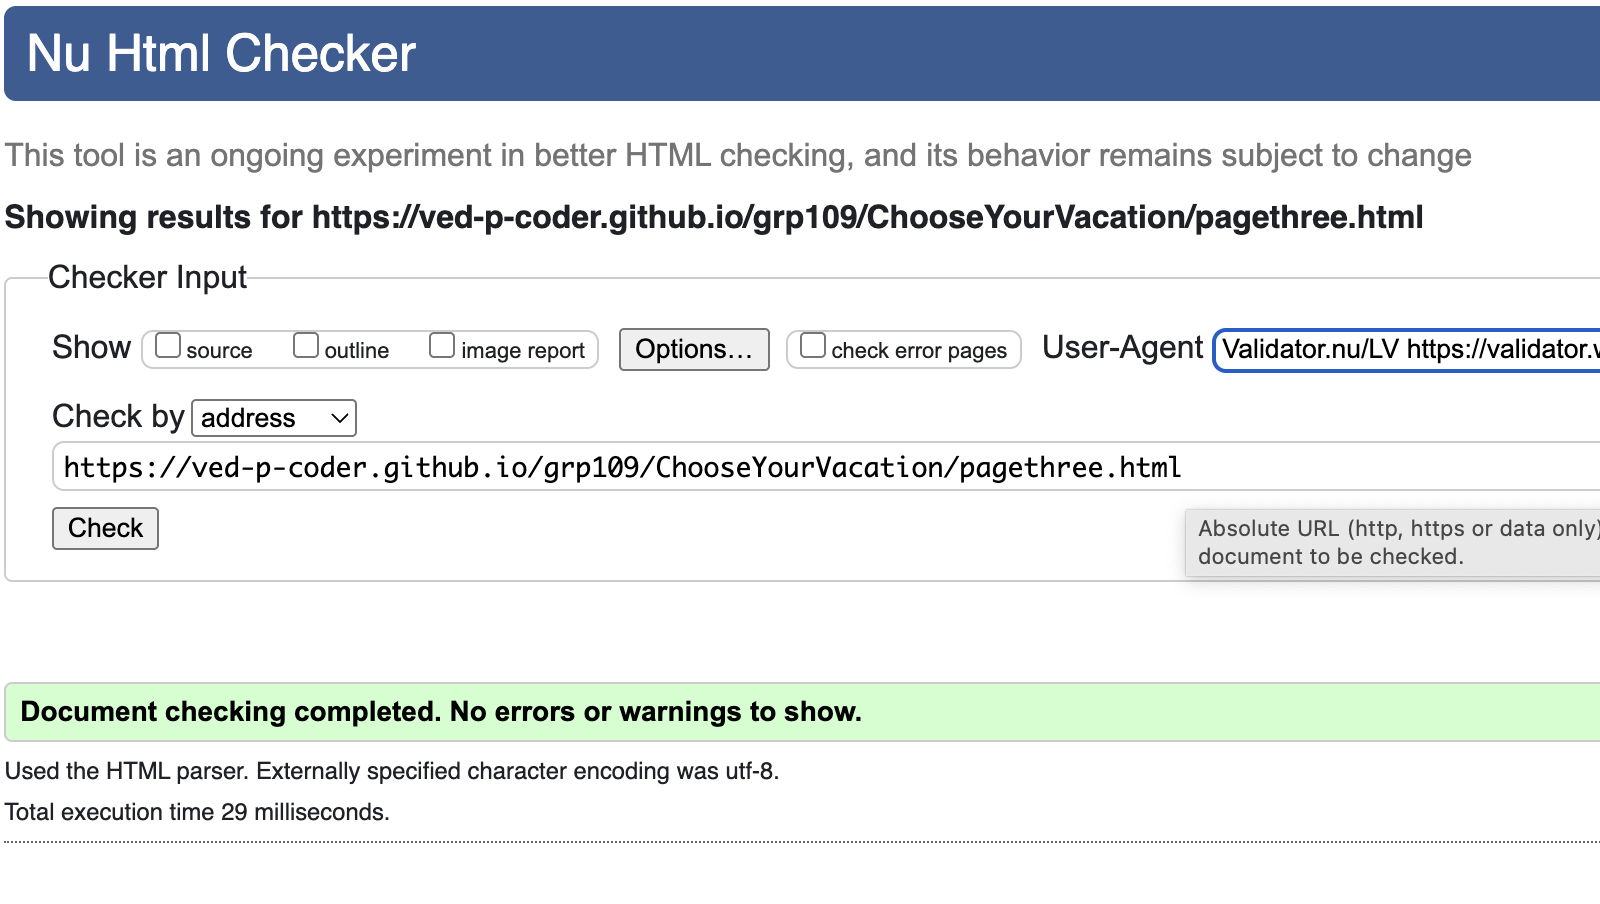 Nu Html Checker
This tool is an ongoing experiment in better HTML checking, and its behavior remains subject to change
Showing results for https://ved-p-coder.github.io/grp109/ChooseYourVacation/pagethree.html
Checker Input
Show source outline image report Options... check error pages User-Agent Validator.nu/LV https://validator.
Check by address
https://ved-p-coder.github.io/grp109/ChooseYourVacation/pagethree.html
Check
Absolute URL (http, https or data only)
document to be checked.
Document checking completed. No errors or warnings to show.
Used the HTML parser. Externally specified character encoding was utf-8.
Total execution time 29 milliseconds.